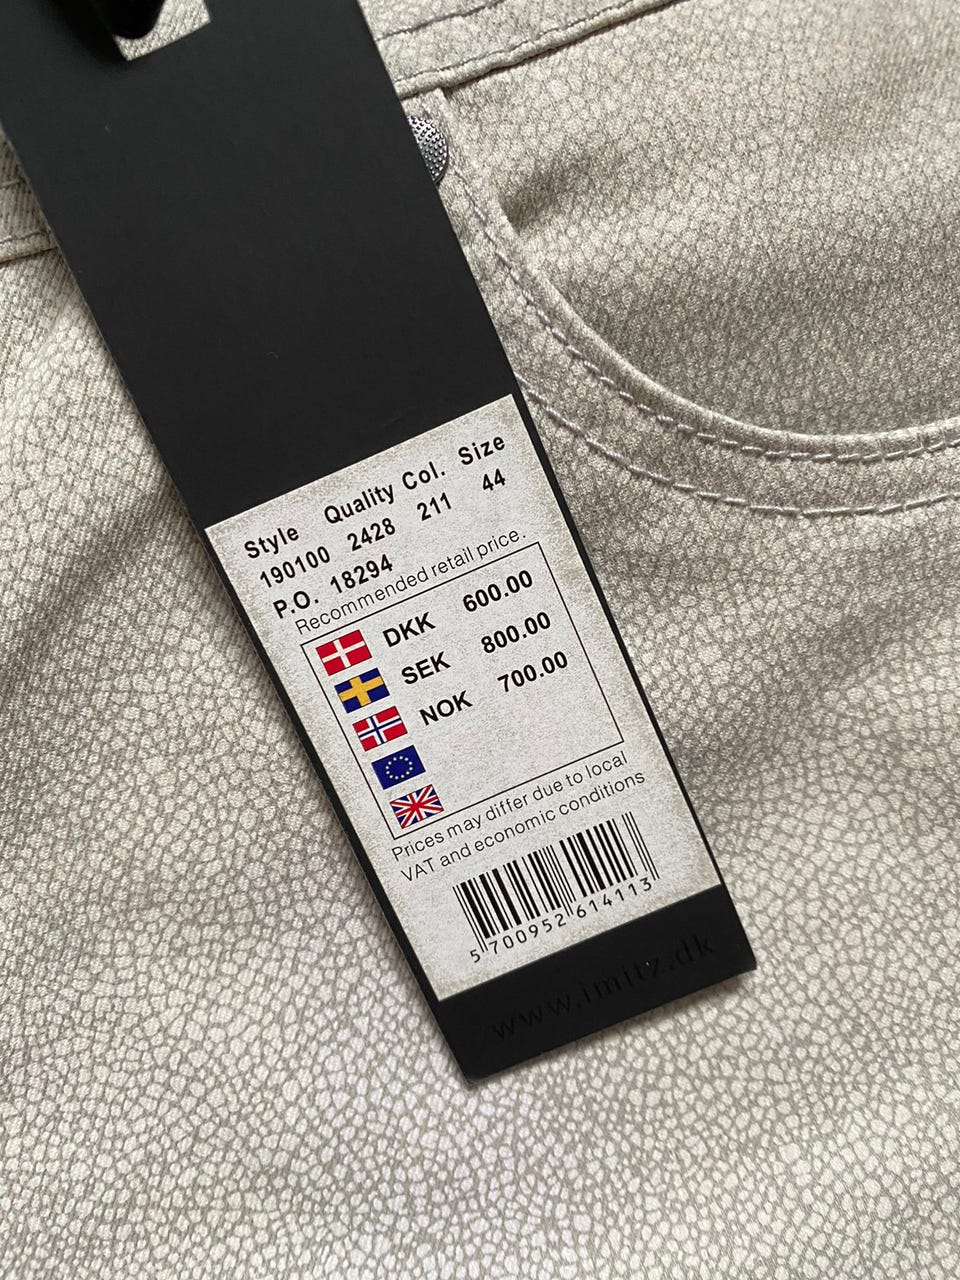 Style Quality Col. Size
190100 2428 211 44
P.O. 18294
Recommended retail price.
DKK 600.00
SEK 800.00
NOK 700.00
Prices may differ due to local
VAT and economic conditions
5 700952 614113
www.imitz.dk